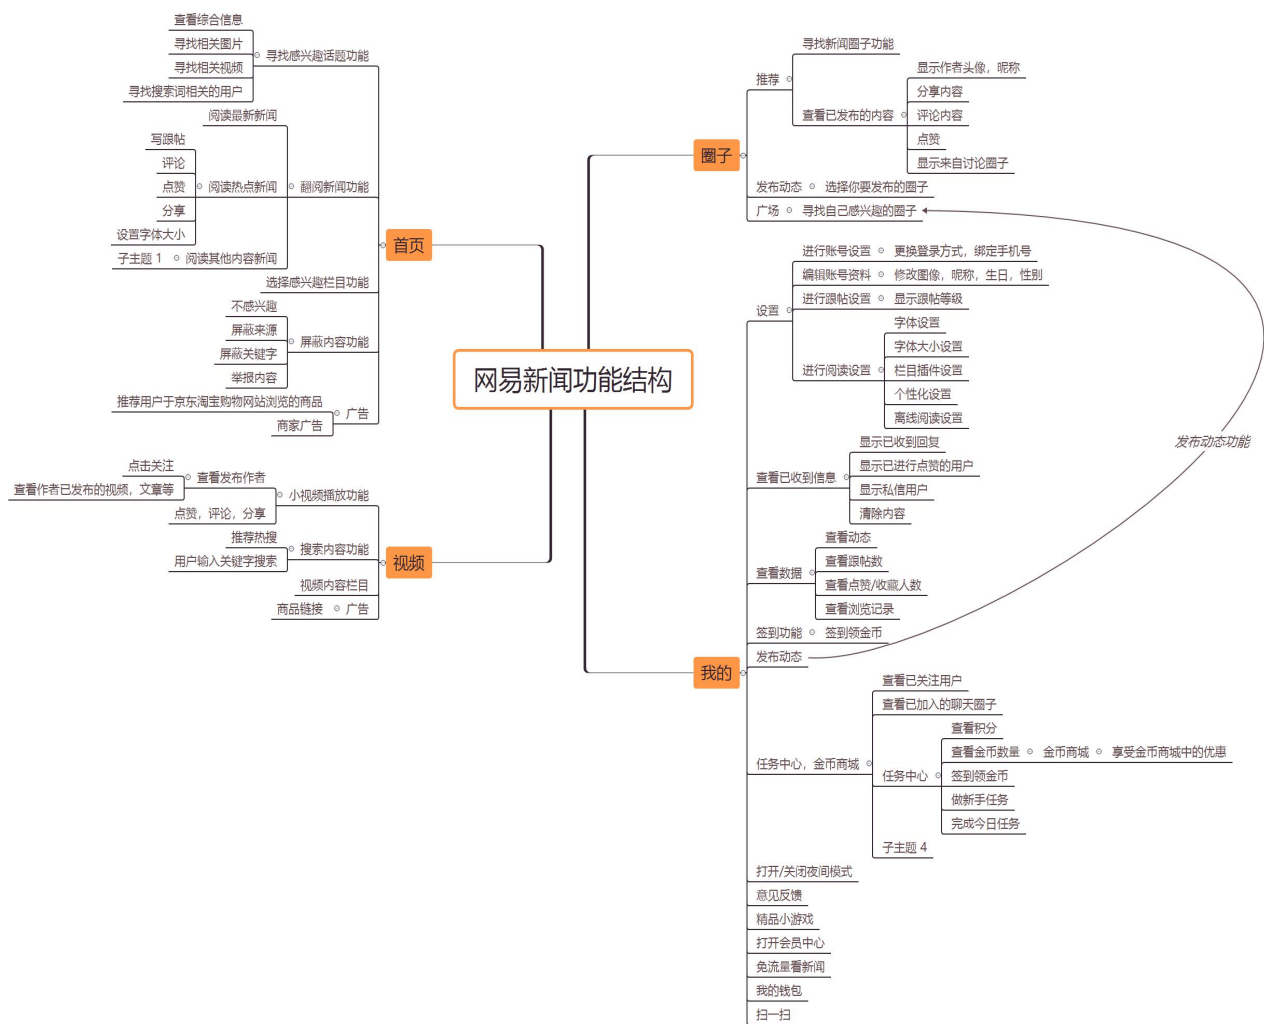 网易新闻功能结构
首页
寻找感兴趣话题功能
查看综合信息
寻找相关图片
寻找相关视频
寻找搜索词相关的用户
翻阅新闻功能
阅读最新新闻
阅读热点新闻
写跟帖
评论
点赞
分享
设置字体大小
阅读其他内容新闻
子主题 1
选择感兴趣栏目功能
屏蔽内容功能
不感兴趣
屏蔽来源
屏蔽关键字
举报内容
广告
推荐用户于京东淘宝购物网站浏览的商品
商家广告
视频
小视频播放功能
查看发布作者
点击关注
查看作者已发布的视频，文章等
点赞，评论，分享
搜索内容功能
推荐热搜
用户输入关键字搜索
视频内容栏目
广告
商品链接
圈子
推荐
寻找新闻圈子功能
查看已发布的内容
显示作者头像，昵称
分享内容
评论内容
点赞
显示来自讨论圈子
发布动态
选择你要发布的圈子
广场
寻找自己感兴趣的圈子
我的
设置
进行账号设置
更换登录方式，绑定手机号
编辑账号资料
修改图像，昵称，生日，性别
进行跟帖设置
显示跟帖等级
进行阅读设置
字体设置
字体大小设置
栏目插件设置
个性化设置
离线阅读设置
查看已收到信息
显示已收到回复
显示已进行点赞的用户
显示私信用户
清除内容
查看数据
查看动态
查看跟帖数
查看点赞/收藏人数
查看浏览记录
签到功能
签到领金币
发布动态
发布动态功能
任务中心，金币商城
查看已关注用户
查看已加入的聊天圈子
任务中心
查看积分
查看金币数量
金币商城
享受金币商城中的优惠
签到领金币
做新手任务
完成今日任务
子主题 4
打开/关闭夜间模式
意见反馈
精品小游戏
打开会员中心
免流量看新闻
我的钱包
扫一扫